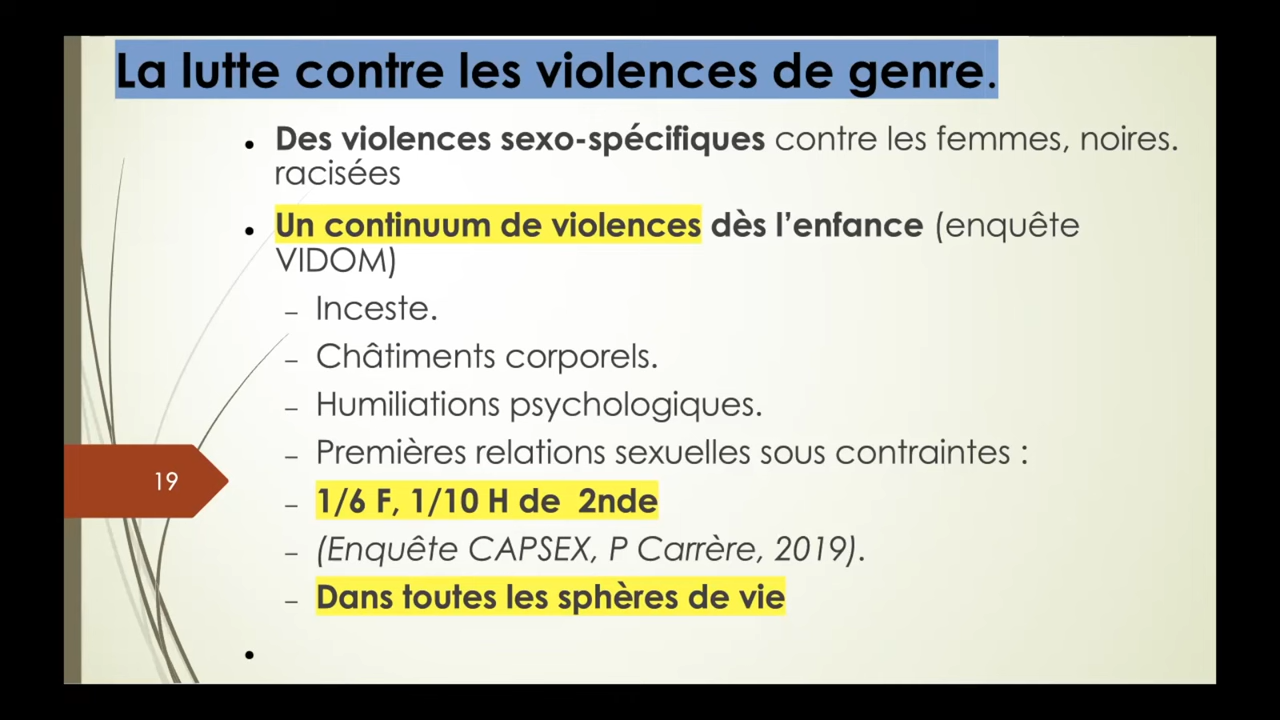 La lutte contre les violences de genre.
• Des violences sexo-spécifiques contre les femmes, noires.
racisées
• Un continuum de violences dès l’enfance (enquête
VIDOM)
– Inceste.
– Châtiments corporels.
– Humiliations psychologiques.
– Premières relations sexuelles sous contraintes :
– 1/6 F, 1/10 H de 2nde
– (Enquête CAPSEX, P Carrère, 2019).
– Dans toutes les sphères de vie
•
19